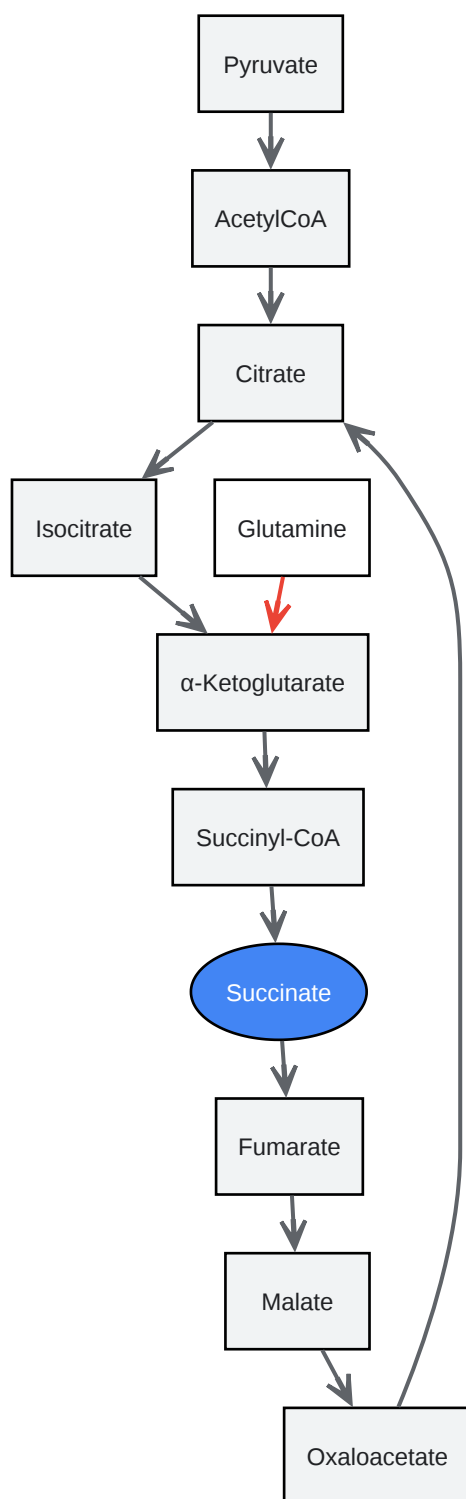 Pyruvate
AcetylCoA
Citrate
Isocitrate
Glutamine
α-Ketoglutarate
Succinyl-CoA
Succinate
Fumarate
Malate
Oxaloacetate